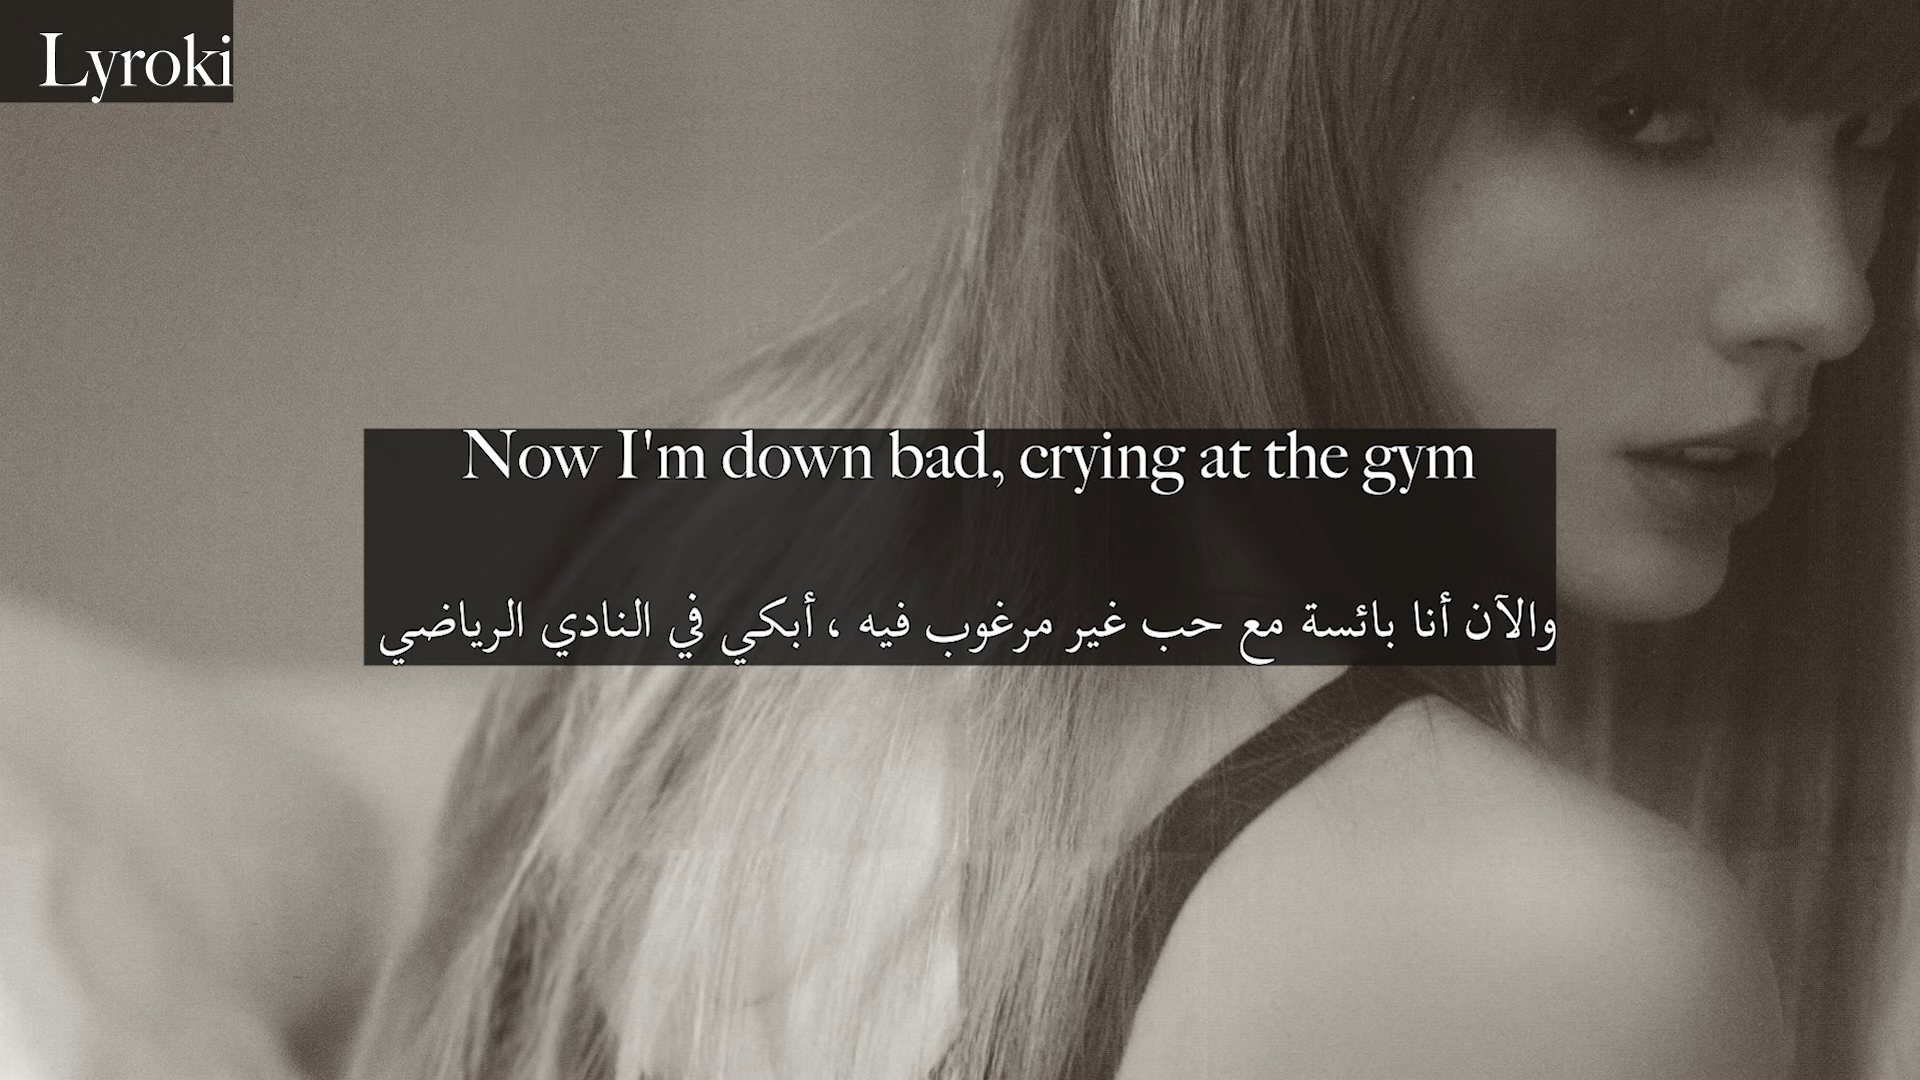 Lyroki
Now I'm down bad, crying at the gym
والآن أنا بائسة مع حب غير مرغوب فيه ، أبكي في النادي الرياضي